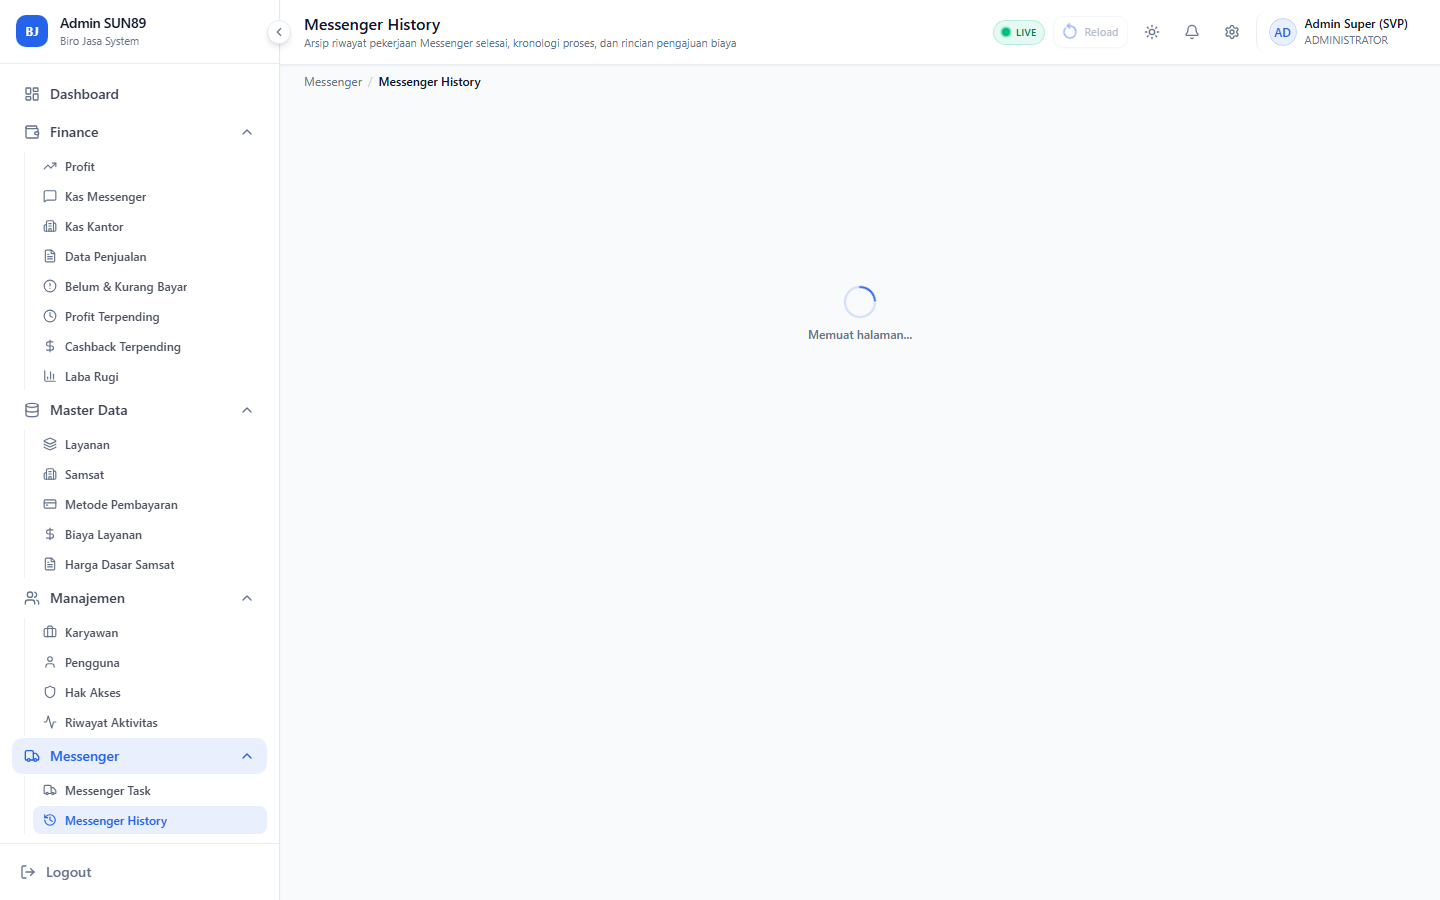 BJ
Admin SUN89
Biro Jasa System
Dashboard
Finance
Profit
Kas Messenger
Kas Kantor
Data Penjualan
Belum & Kurang Bayar
Profit Terpending
Cashback Terpending
Laba Rugi
Master Data
Layanan
Samsat
Metode Pembayaran
Biaya Layanan
Harga Dasar Samsat
Manajemen
Karyawan
Pengguna
Hak Akses
Riwayat Aktivitas
Messenger
Messenger Task
Messenger History
Logout
Messenger History
Arsip riwayat pekerjaan Messenger selesai, kronologi proses, dan rincian pengajuan biaya
LIVE
Reload
AD
Admin Super (SVP)
ADMINISTRATOR
Messenger / Messenger History
Memuat halaman...